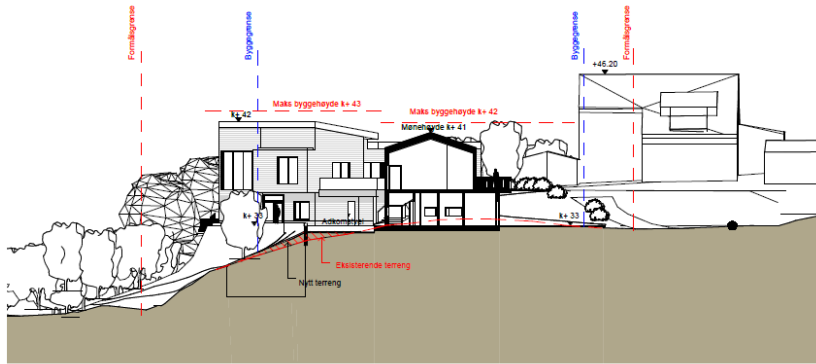 Formålsgrense
Byggegrense
Byggegrense
Formålsgrense
+46.20
Maks byggehøyde k+ 43
Maks byggehøyde k+ 42
k+ 42
Mønehøyde k+ 41
k+ 33
Adkomstvei
k+ 33
Eksisterende terreng
Nytt terreng